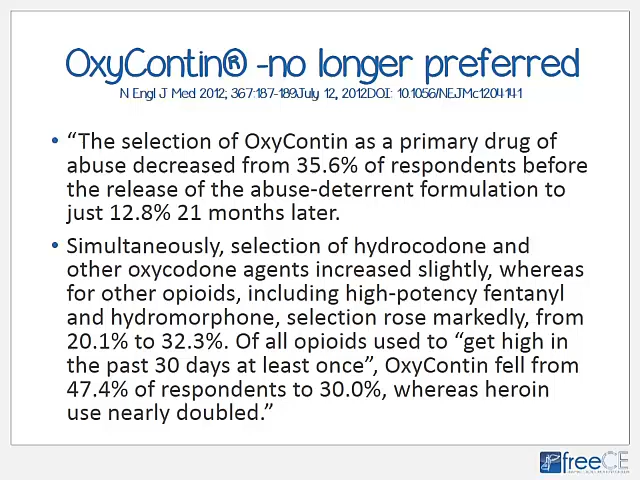 OxyContin® -no longer preferred
N Engl J Med 2012; 367:187-189July 12, 2012DOI: 10.1056/NEJMc1204141
• “The selection of OxyContin as a primary drug of
abuse decreased from 35.6% of respondents before
the release of the abuse-deterrent formulation to
just 12.8% 21 months later.
• Simultaneously, selection of hydrocodone and
other oxycodone agents increased slightly, whereas
for other opioids, including high-potency fentanyl
and hydromorphone, selection rose markedly, from
20.1% to 32.3%. Of all opioids used to “get high in
the past 30 days at least once”, OxyContin fell from
47.4% of respondents to 30.0%, whereas heroin
use nearly doubled.”
freeCE